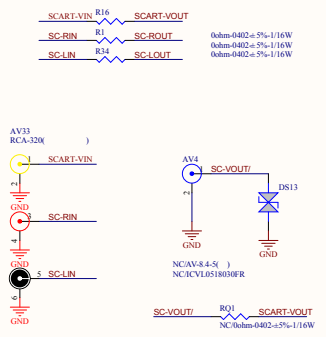 SCART-VIN R16 SCART-VOUT 0ohm-0402-±5%-1/16W
SC-RIN R1 SC-ROUT 0ohm-0402-±5%-1/16W
SC-LIN R34 SC-LOUT 0ohm-0402-±5%-1/16W
AV33
RCA-320( )
1 SCART-VIN
2
GND
3 SC-RIN
4
GND
5 SC-LIN
6
GND
AV4
1 SC-VOUT/
2
DS13
GND
GND
NC/AV-8.4-5( )
NC/ICVL0518030FR
SC-VOUT/ RQ1 SCART-VOUT
NC/0ohm-0402-±5%-1/16W